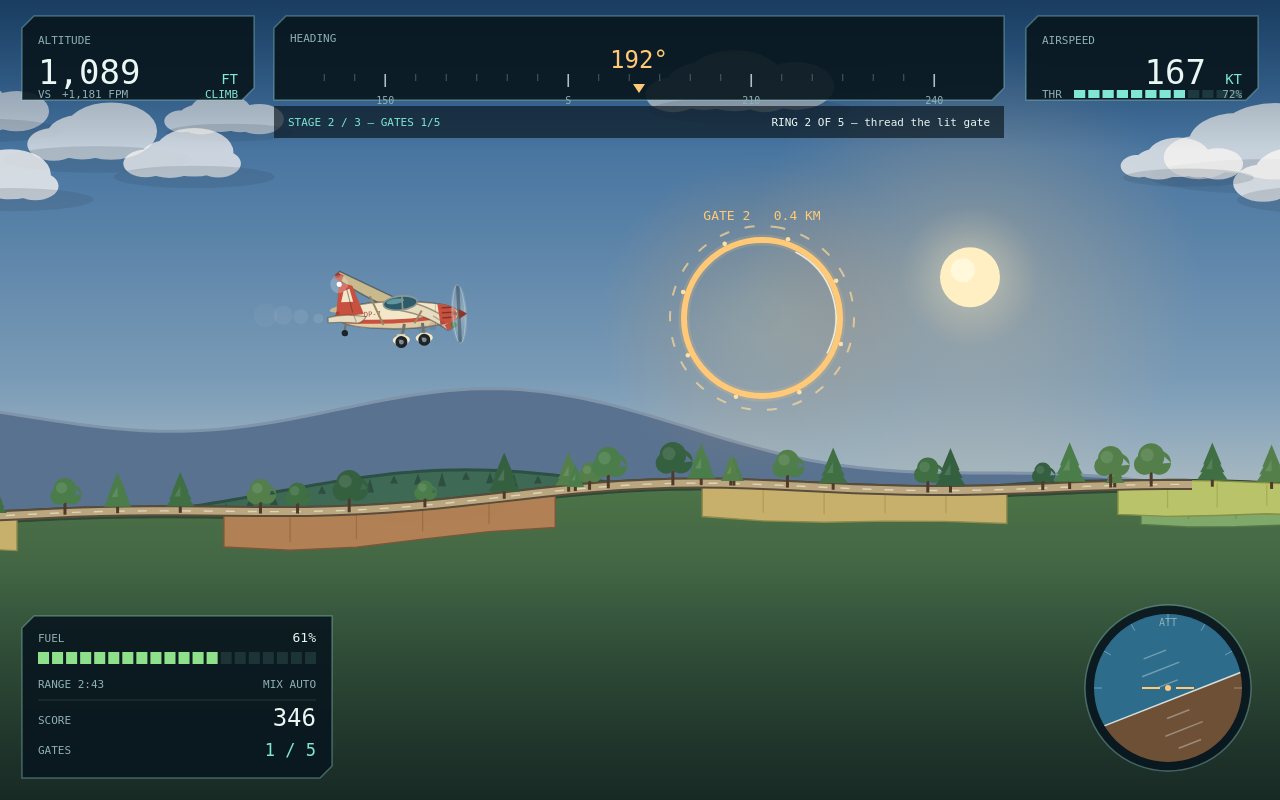 ALTITUDE
1,089 FT
VS +1,181 FPM CLIMB
HEADING
192°
150 S 210 240
AIRSPEED
167 KT
THR 72%
STAGE 2 / 3 — GATES 1/5
RING 2 OF 5 — thread the lit gate
GATE 2 0.4 KM
FUEL 61%
RANGE 2:43 MIX AUTO
SCORE 346
GATES 1 / 5
ATT